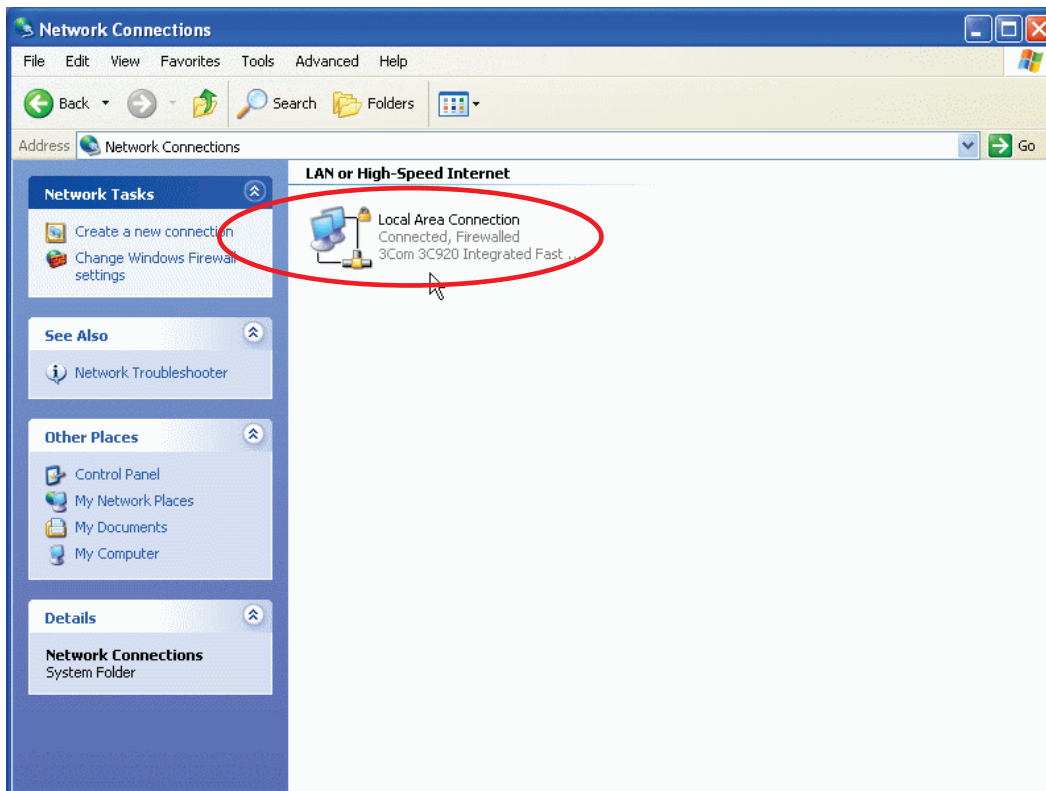 Network Connections
File Edit View Favorites Tools Advanced Help
Back Search Folders
Address Network Connections Go
Network Tasks
Create a new connection
Change Windows Firewall
settings
See Also
Network Troubleshooter
Other Places
Control Panel
My Network Places
My Documents
My Computer
Details
Network Connections
System Folder
LAN or High-Speed Internet
Local Area Connection
Connected, Firewalled
3Com 3C920 Integrated Fast ...